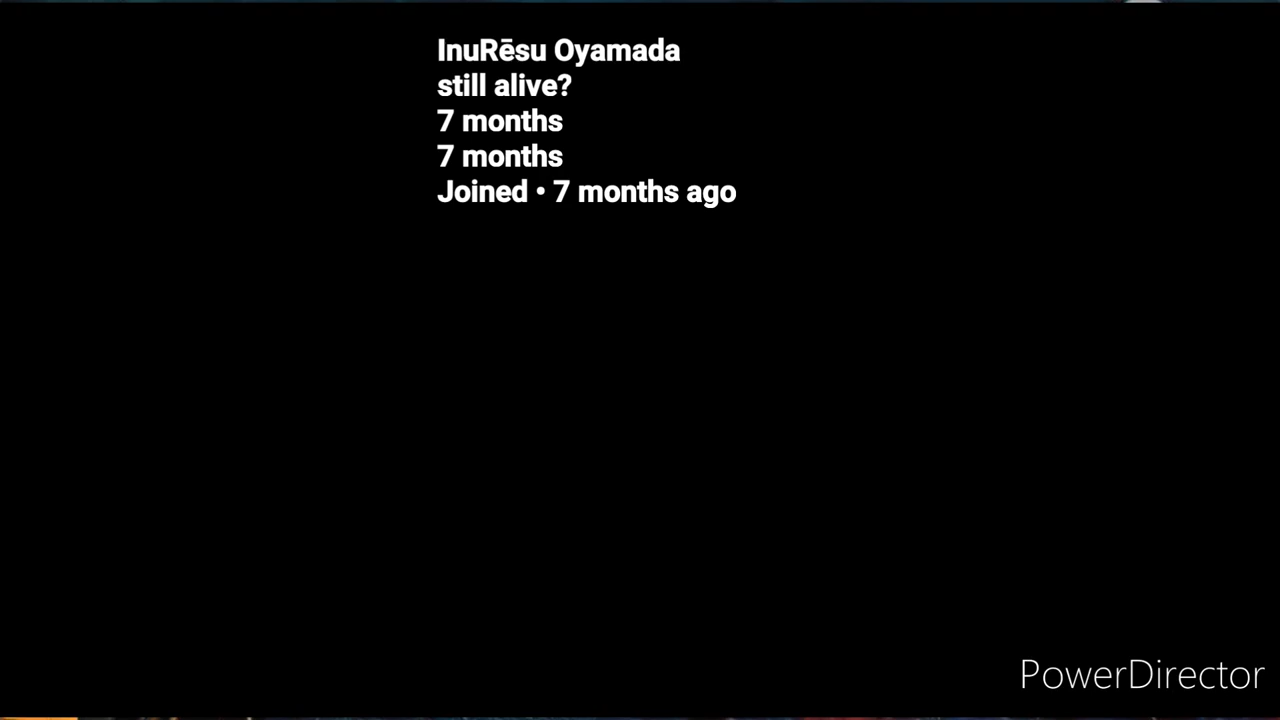 InuRēsu Oyamada
still alive?
7 months
7 months
Joined • 7 months ago
PowerDirector